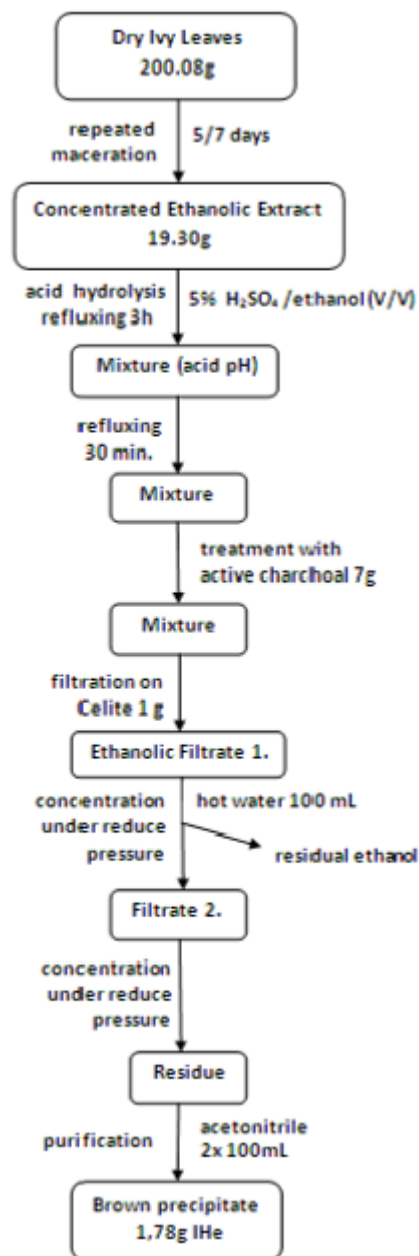 Dry Ivy Leaves
200.08g
repeated
maceration
5/7 days
Concentrated Ethanolic Extract
19.30g
acid hydrolysis
refluxing 3h
5% H₂SO₄ /ethanol (V/V)
Mixture (acid pH)
refluxing
30 min.
Mixture
treatment with
active charchoal 7g
Mixture
filtration on
Celite 1 g
Ethanolic Filtrate 1.
concentration
under reduce
pressure
hot water 100 mL
residual ethanol
Filtrate 2.
concentration
under reduce
pressure
Residue
purification
acetonitrile
2x 100mL
Brown precipitate
1,78g IHe